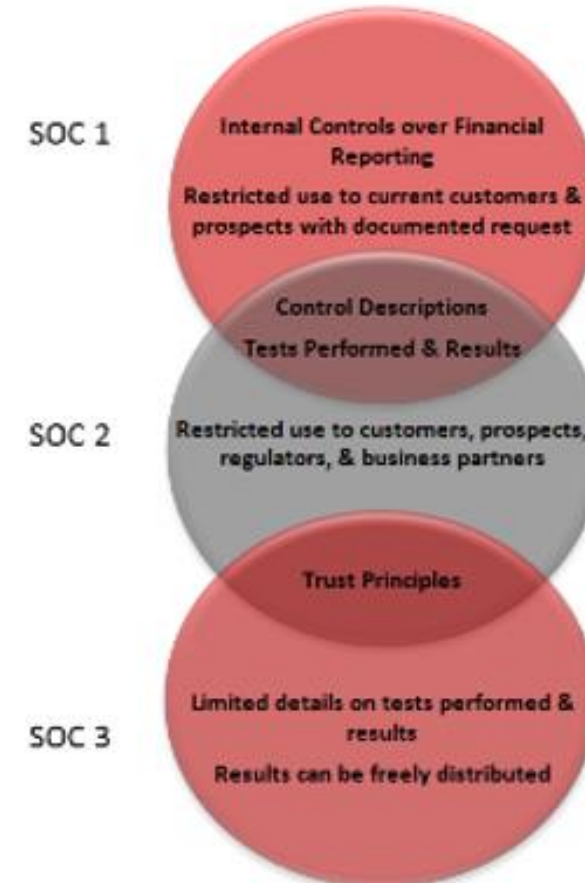 SOC 1
Internal Controls over Financial
Reporting
Restricted use to current customers &
prospects with documented request
Control Descriptions
Tests Performed & Results
SOC 2
Restricted use to customers, prospects,
regulators, & business partners
Trust Principles
SOC 3
Limited details on tests performed &
results
Results can be freely distributed